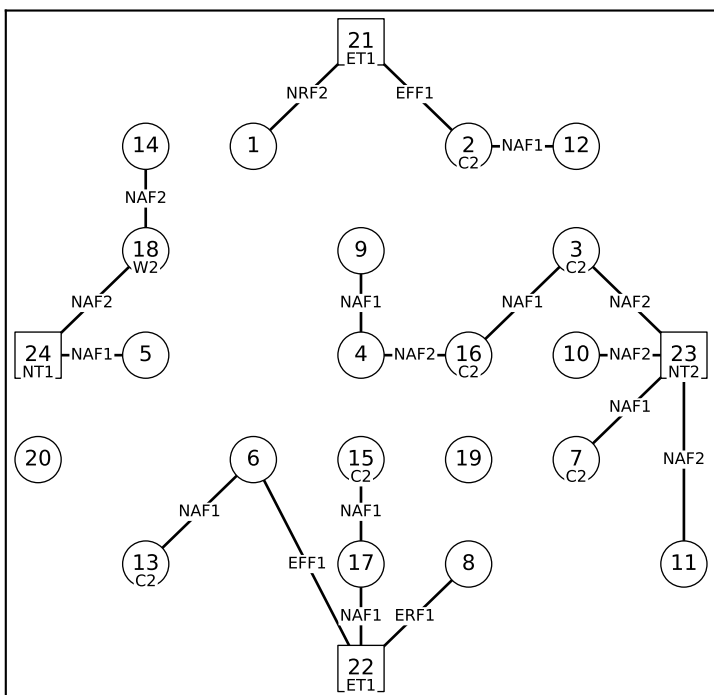 21
ET1
NRF2 EFF1
14 1 2 NAF1 12
C2
NAF2
18 9 3
W2 C2
NAF2 NAF1 NAF1 NAF2
24 NAF1 5 4 NAF2 16 10 NAF2 23
NT1 C2 NT2
NAF1
20 6 15 19 7 NAF2
C2 C2
NAF1 NAF1
13 EFF1 17 8 11
C2
NAF1 ERF1
22
ET1